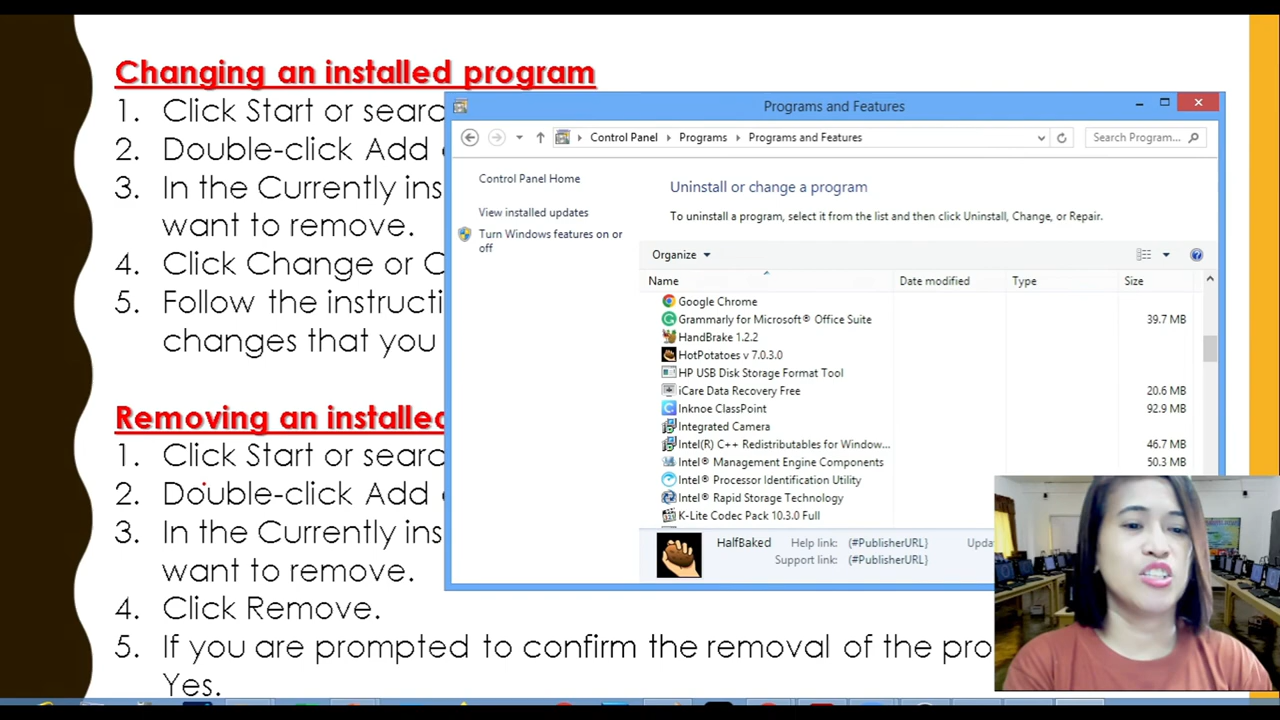 Changing an installed program
1. Click Start or searc
2. Double-click Add
3. In the Currently ins
want to remove.
4. Click Change or C
5. Follow the instructi
changes that you
Removing an installed
1. Click Start or searc
2. Double-click Add
3. In the Currently ins
want to remove.
4. Click Remove.
5. If you are prompted to confirm the removal of the pro
Yes.
Programs and Features
Control Panel Programs Programs and Features
Search Program...
Control Panel Home
View installed updates
Turn Windows features on or
off
Uninstall or change a program
To uninstall a program, select it from the list and then click Uninstall, Change, or Repair.
Organize
Name Date modified Type Size
Google Chrome
Grammarly for Microsoft® Office Suite 39.7 MB
HandBrake 1.2.2
HotPotatoes v 7.0.3.0
HP USB Disk Storage Format Tool
iCare Data Recovery Free 20.6 MB
Inknoe ClassPoint 92.9 MB
Integrated Camera
Intel(R) C++ Redistributables for Window... 46.7 MB
Intel® Management Engine Components 50.3 MB
Intel® Processor Identification Utility
Intel® Rapid Storage Technology
K-Lite Codec Pack 10.3.0 Full
HalfBaked Help link: {#PublisherURL} Upda
Support link: {#PublisherURL}